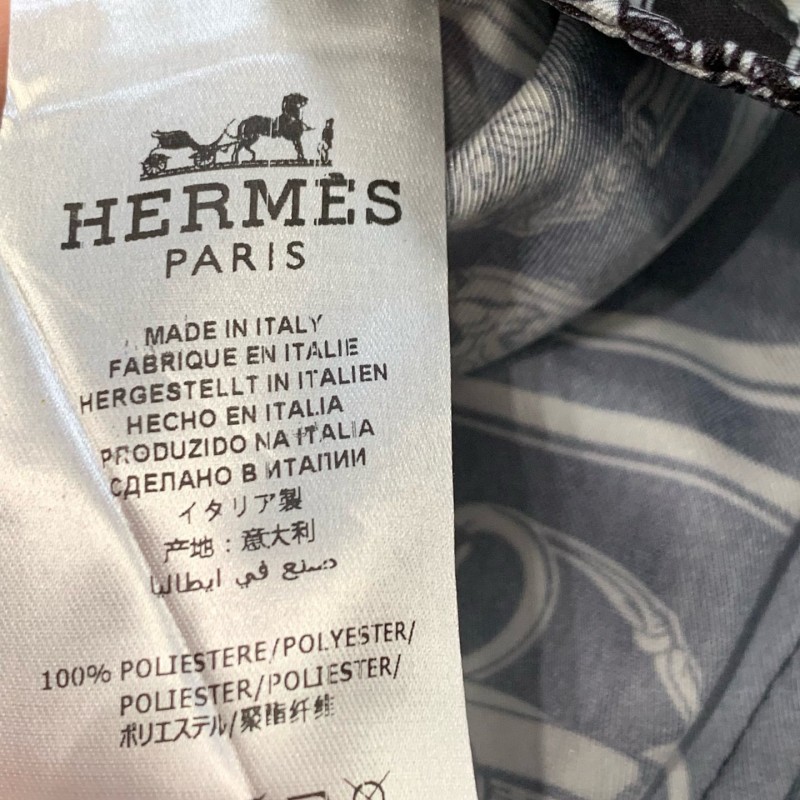 HERMÈS
PARIS
MADE IN ITALY
FABRIQUE EN ITALIE
HERGESTELLT IN ITALIEN
HECHO EN ITALIA
PRODUZIDO NA ITALIA
СДЕЛАНО В ИТАПИИ
イタリア製
产地：意大利
صنع في ايطاليا
100% POLIESTERE/POLYESTER/
POLIESTER/POLIESTER/
ポリエステル/聚酯纤维